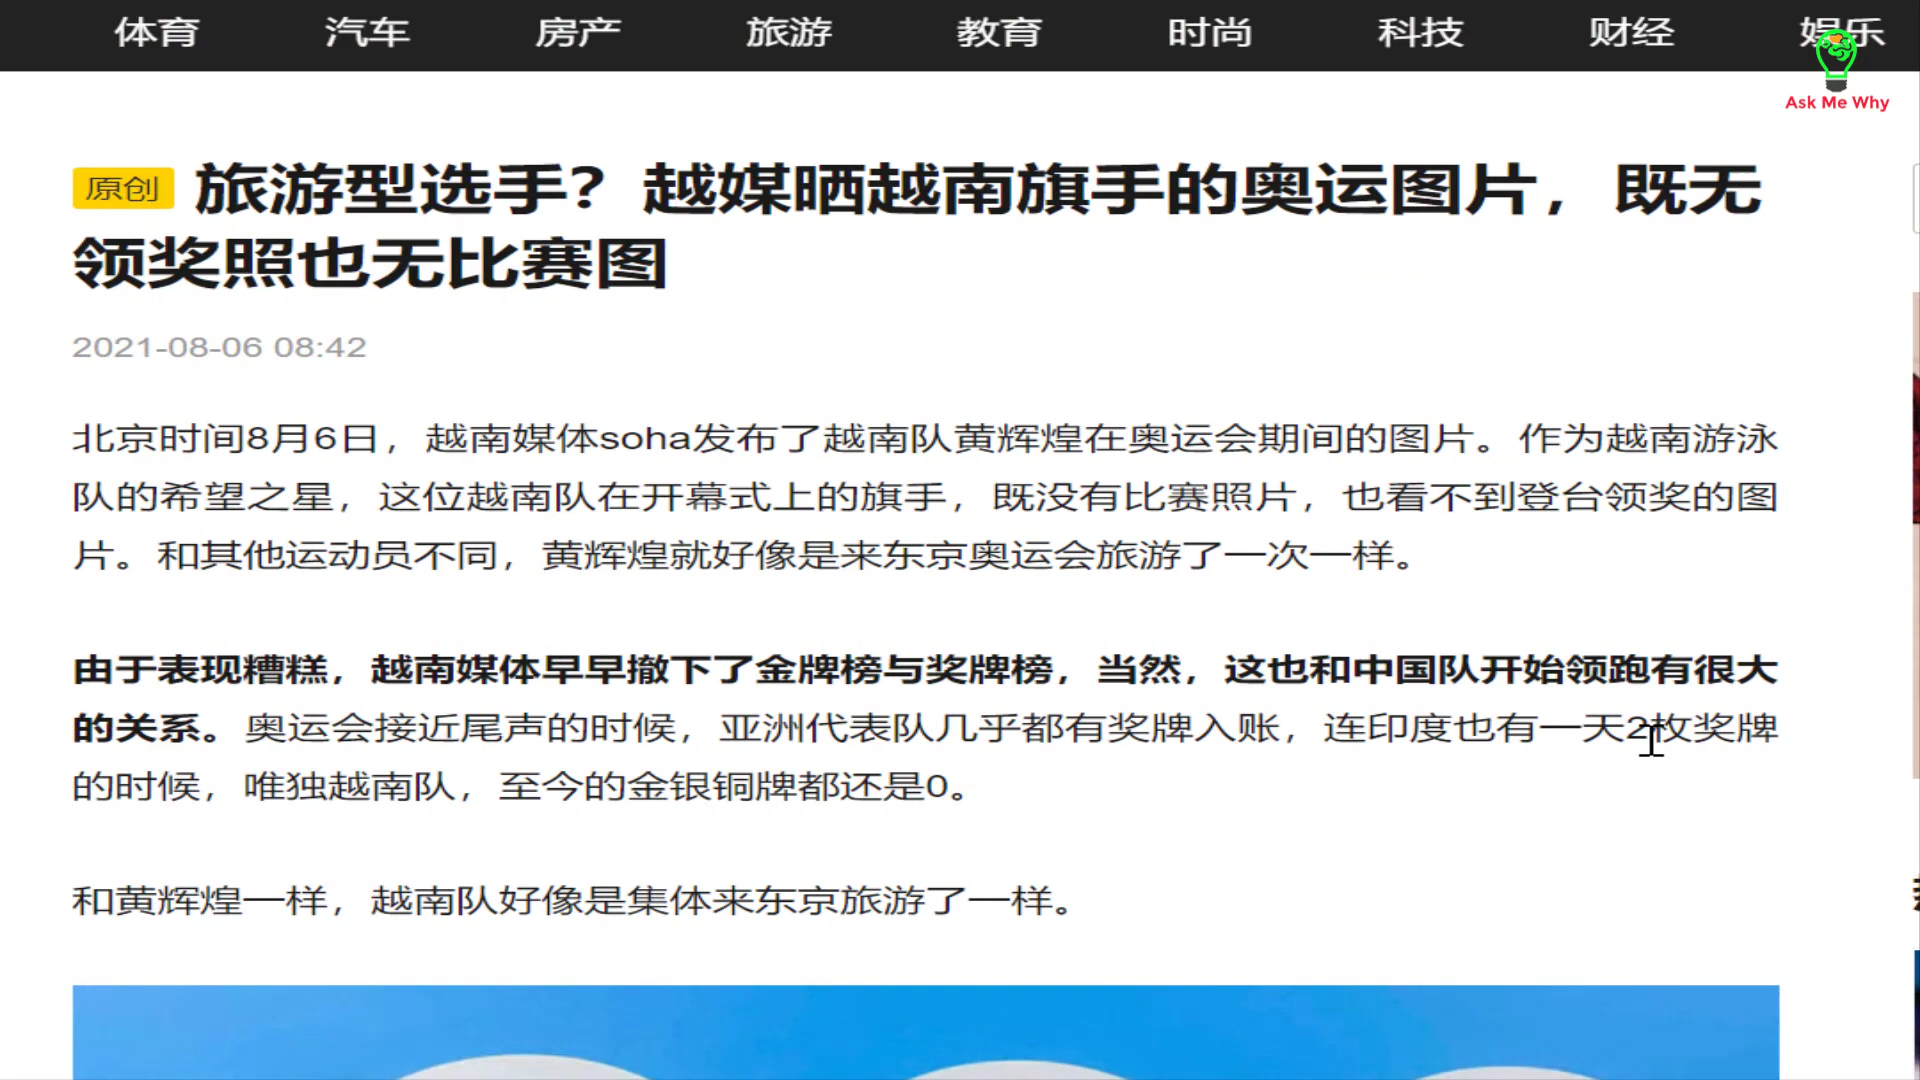 体育 汽车 房产 旅游 教育 时尚 科技 财经 娱乐
Ask Me Why
原创 旅游型选手？越媒晒越南旗手的奥运图片，既无
领奖照也无比赛图
2021-08-06 08:42
北京时间8月6日，越南媒体soha发布了越南队黄辉煌在奥运会期间的图片。作为越南游泳
队的希望之星，这位越南队在开幕式上的旗手，既没有比赛照片，也看不到登台领奖的图
片。和其他运动员不同，黄辉煌就好像是来东京奥运会旅游了一次一样。
由于表现糟糕，越南媒体早早撤下了金牌榜与奖牌榜，当然，这也和中国队开始领跑有很大
的关系。奥运会接近尾声的时候，亚洲代表队几乎都有奖牌入账，连印度也有一天2枚奖牌
的时候，唯独越南队，至今的金银铜牌都还是0。
和黄辉煌一样，越南队好像是集体来东京旅游了一样。